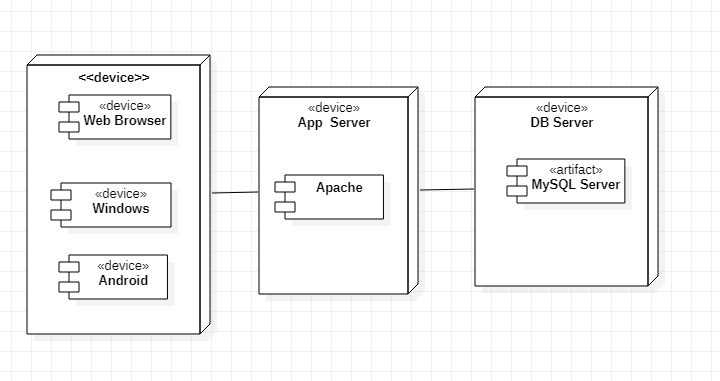 <<device>>
«device»
Web Browser
«device»
Windows
«device»
Android
«device»
App  Server
Apache
«device»
DB Server
«artifact»
MySQL Server